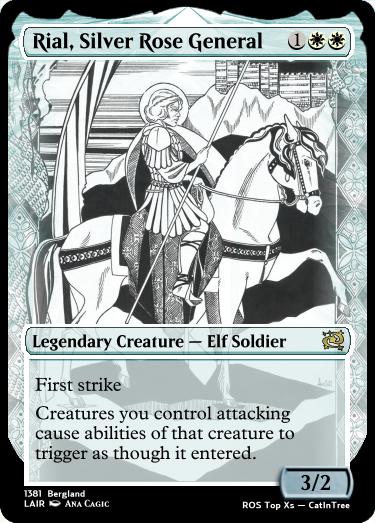 Rial, Silver Rose General 1
Legendary Creature — Elf Soldier
First strike
Creatures you control attacking
cause abilities of that creature to
trigger as though it entered.
3/2
1381 Bergland
LAIR Ana Cagic
ROS Top Xs — CatInTree